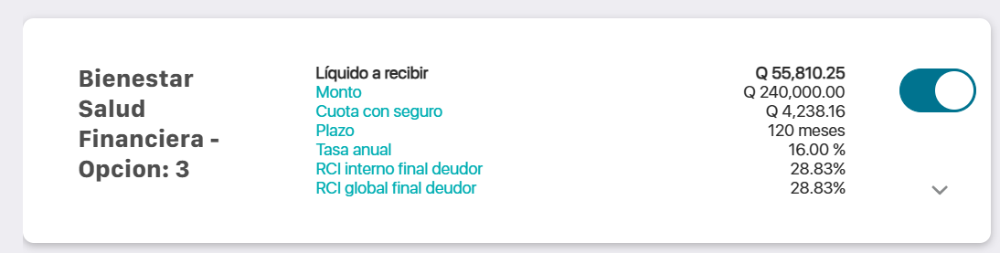 Bienestar
Salud
Financiera -
Opcion: 3
Líquido a recibir Q 55,810.25
Monto Q 240,000.00
Cuota con seguro Q 4,238.16
Plazo 120 meses
Tasa anual 16.00 %
RCI interno final deudor 28.83%
RCI global final deudor 28.83%